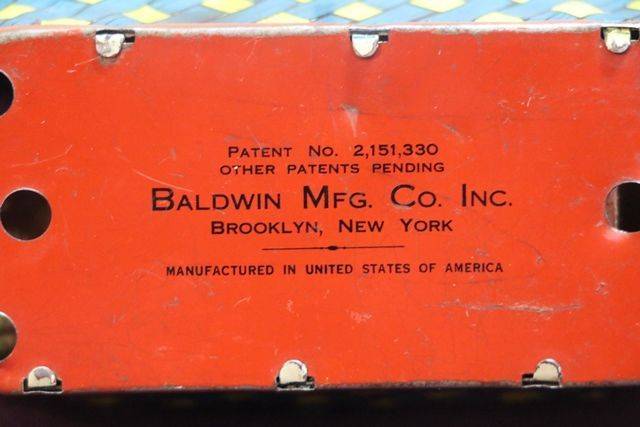 PATENT NO. 2,151,330
OTHER PATENTS PENDING
BALDWIN MFG. CO. INC.
BROOKLYN, NEW YORK
MANUFACTURED IN UNITED STATES OF AMERICA